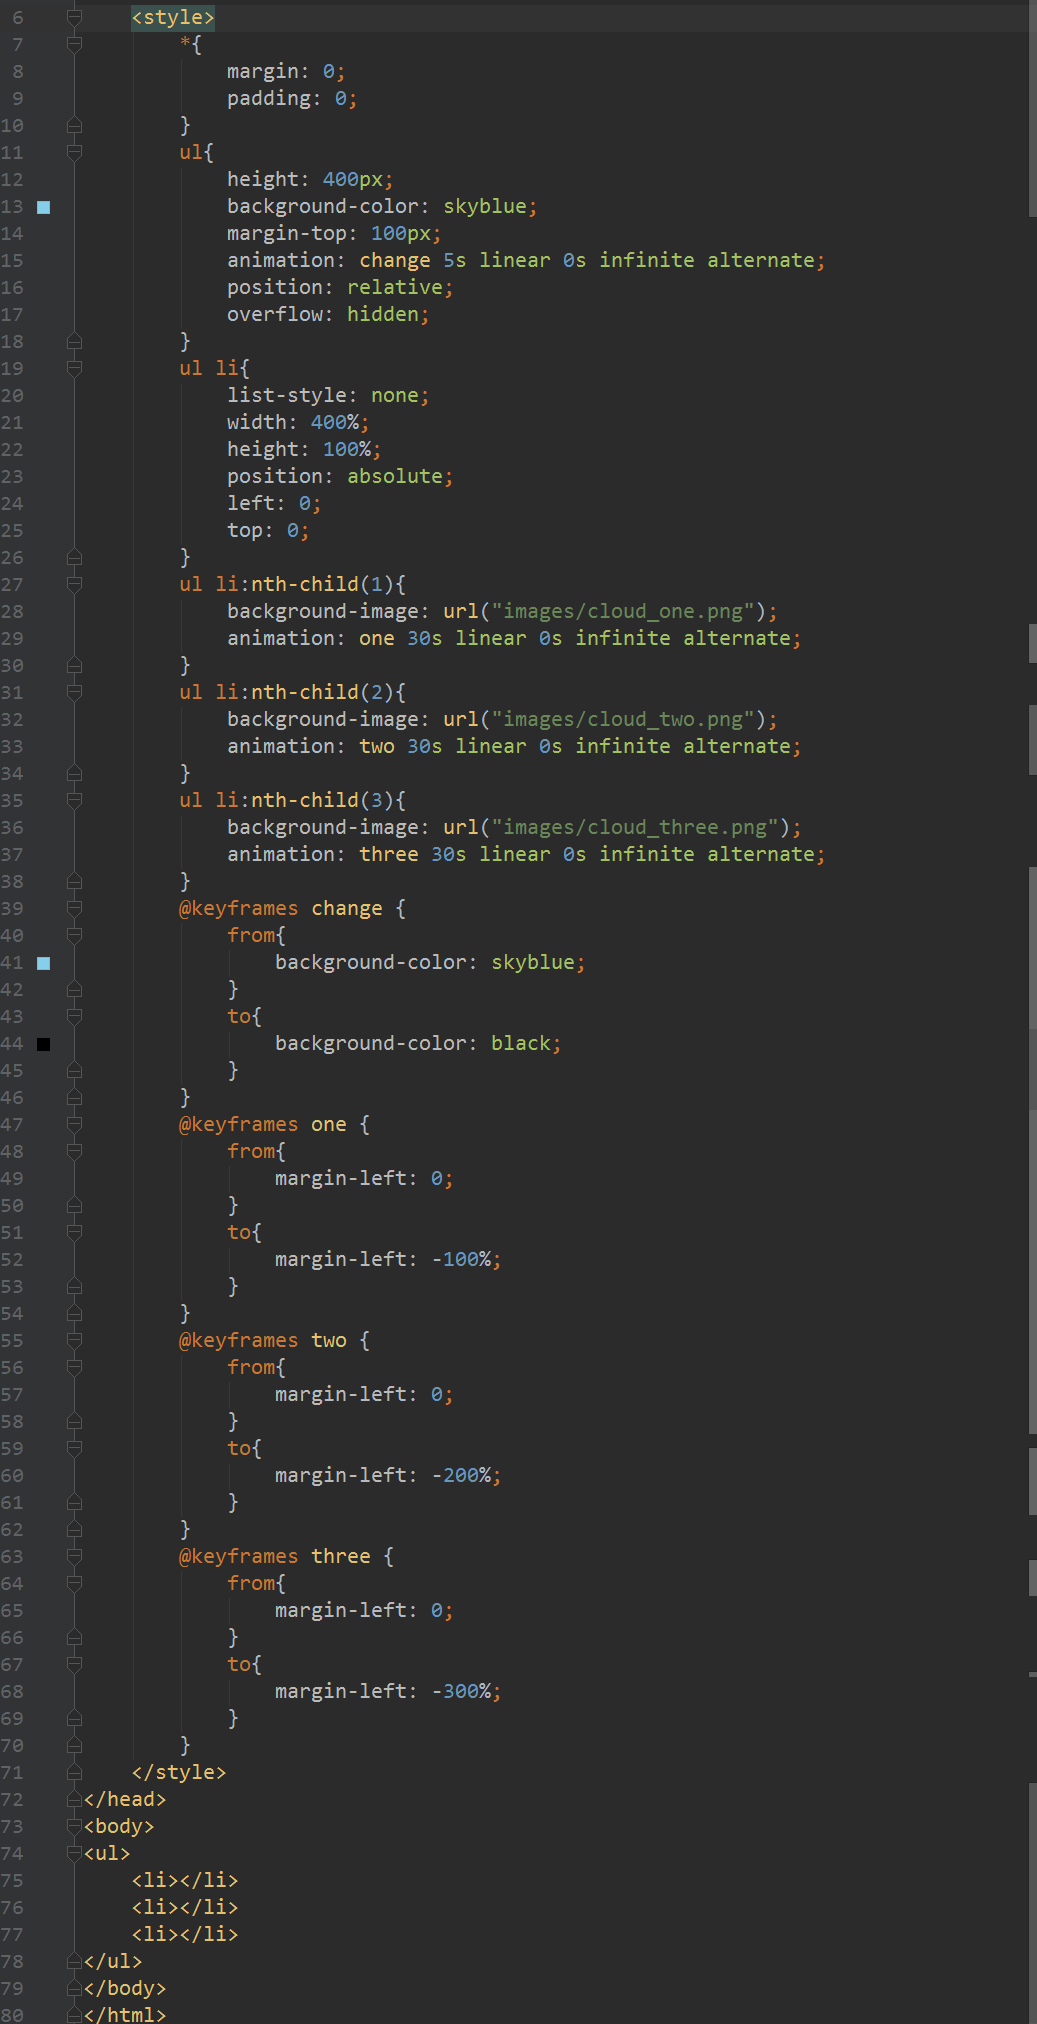 6 <style>
7 *{
8 margin: 0;
9 padding: 0;
10 }
11 ul{
12 height: 400px;
13 background-color: skyblue;
14 margin-top: 100px;
15 animation: change 5s linear 0s infinite alternate;
16 position: relative;
17 overflow: hidden;
18 }
19 ul li{
20 list-style: none;
21 width: 400%;
22 height: 100%;
23 position: absolute;
24 left: 0;
25 top: 0;
26 }
27 ul li:nth-child(1){
28 background-image: url("images/cloud_one.png");
29 animation: one 30s linear 0s infinite alternate;
30 }
31 ul li:nth-child(2){
32 background-image: url("images/cloud_two.png");
33 animation: two 30s linear 0s infinite alternate;
34 }
35 ul li:nth-child(3){
36 background-image: url("images/cloud_three.png");
37 animation: three 30s linear 0s infinite alternate;
38 }
39 @keyframes change {
40 from{
41 background-color: skyblue;
42 }
43 to{
44 background-color: black;
45 }
46 }
47 @keyframes one {
48 from{
49 margin-left: 0;
50 }
51 to{
52 margin-left: -100%;
53 }
54 }
55 @keyframes two {
56 from{
57 margin-left: 0;
58 }
59 to{
60 margin-left: -200%;
61 }
62 }
63 @keyframes three {
64 from{
65 margin-left: 0;
66 }
67 to{
68 margin-left: -300%;
69 }
70 }
71 </style>
72 </head>
73 <body>
74 <ul>
75 <li></li>
76 <li></li>
77 <li></li>
78 </ul>
79 </body>
80 </html>